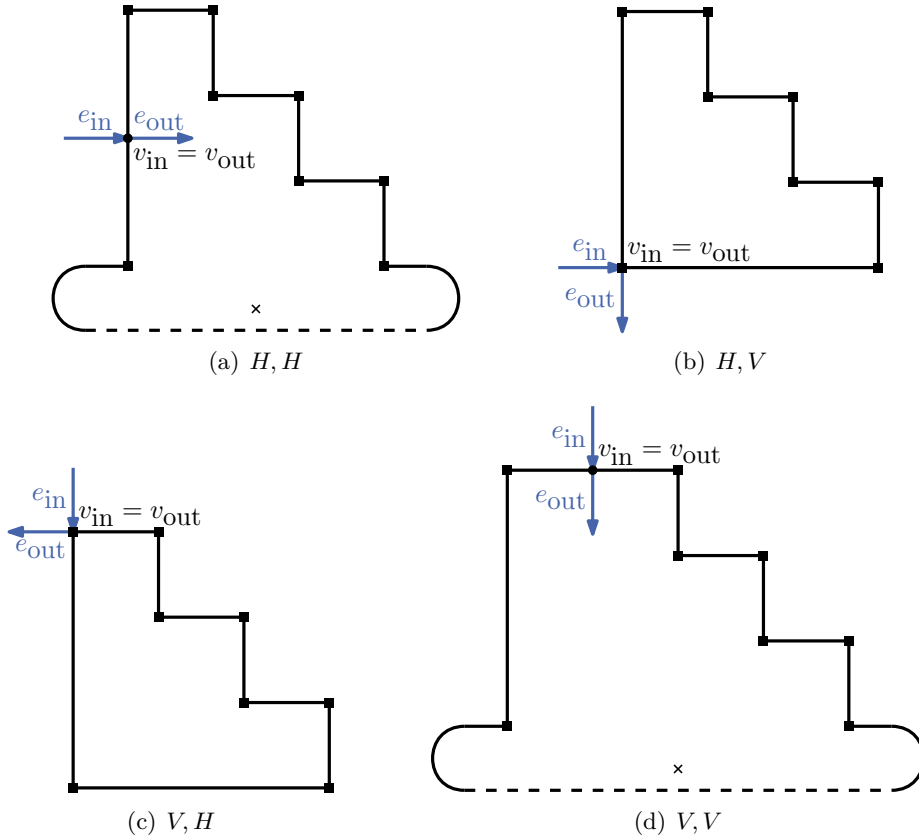 e_in e_out
v_in = v_out
(a) H, H
e_in v_in = v_out
e_out
(b) H, V
e_in
v_in = v_out
e_out
(c) V, H
e_in
v_in = v_out
e_out
(d) V, V